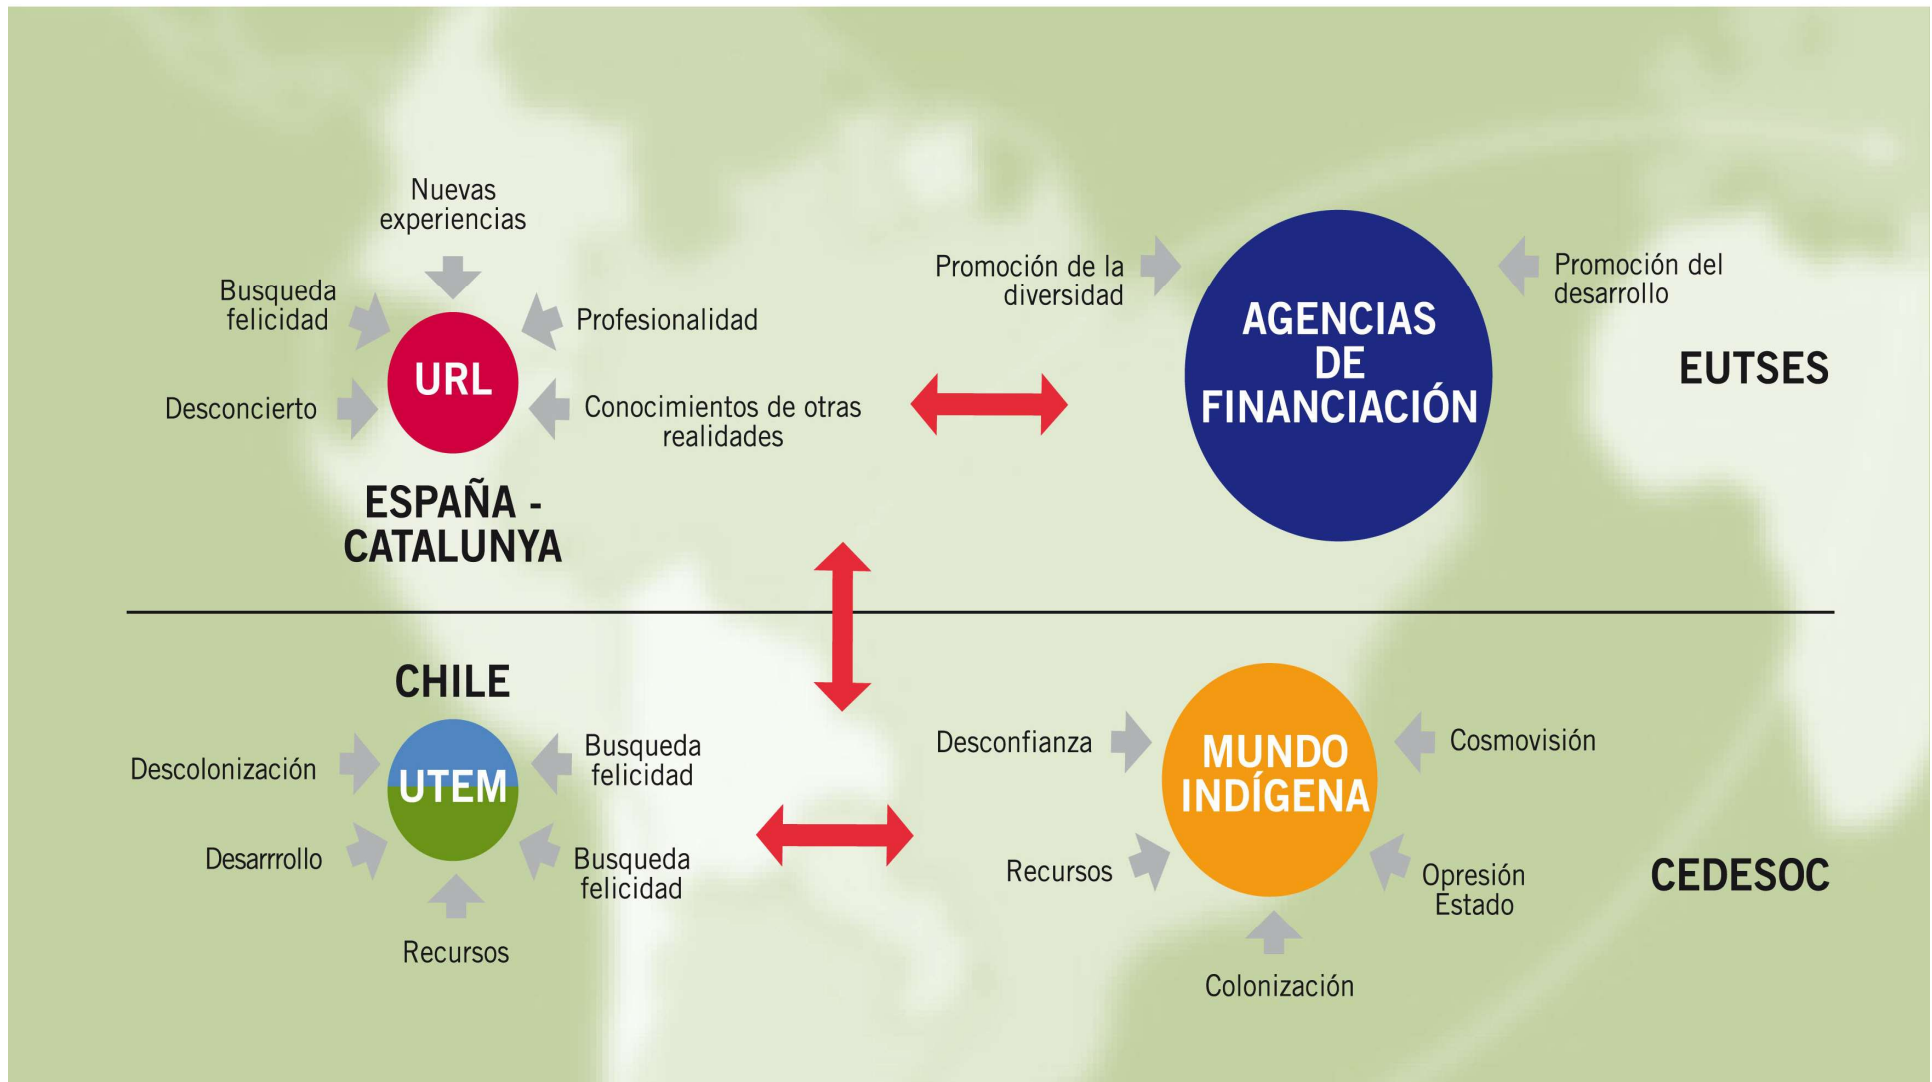 Nuevas
experiencias
Busqueda
felicidad
Profesionalidad
URL
Desconcierto
Conocimientos de otras
realidades
ESPAÑA -
CATALUNYA
Promoción de la
diversidad
Promoción del
desarrollo
AGENCIAS
DE
FINANCIACIÓN
EUTSES
CHILE
Descolonización
Busqueda
felicidad
UTEM
Desarrrollo
Busqueda
felicidad
Recursos
Desconfianza
Cosmovisión
MUNDO
INDÍGENA
Recursos
Opresión
Estado
Colonización
CEDESOC